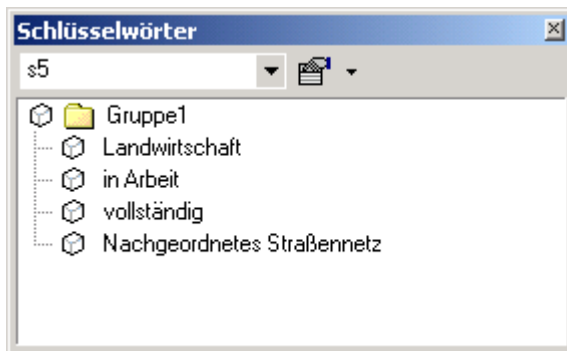 Schlüsselwörter
s5
Gruppe1
Landwirtschaft
in Arbeit
vollständig
Nachgeordnetes Straßennetz